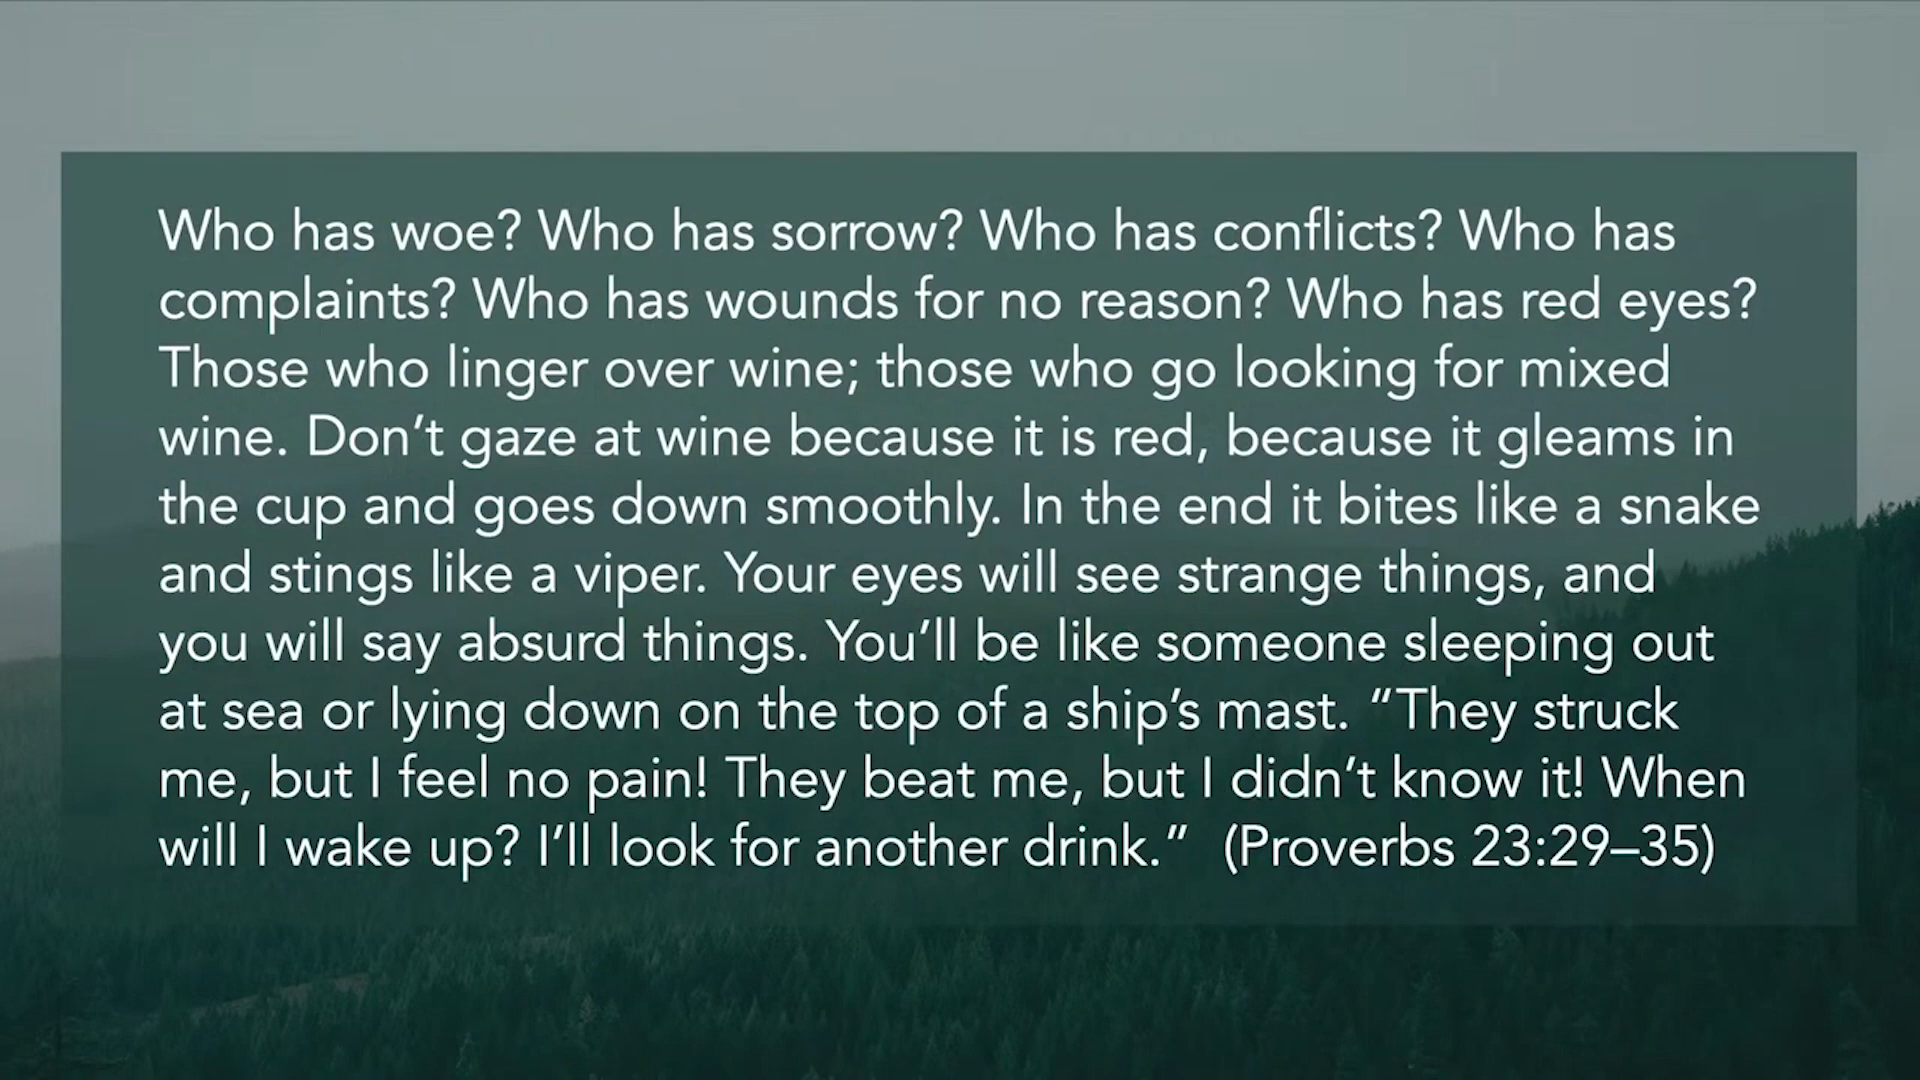 Who has woe? Who has sorrow? Who has conflicts? Who has
complaints? Who has wounds for no reason? Who has red eyes?
Those who linger over wine; those who go looking for mixed
wine. Don’t gaze at wine because it is red, because it gleams in
the cup and goes down smoothly. In the end it bites like a snake
and stings like a viper. Your eyes will see strange things, and
you will say absurd things. You’ll be like someone sleeping out
at sea or lying down on the top of a ship’s mast. “They struck
me, but I feel no pain! They beat me, but I didn’t know it! When
will I wake up? I’ll look for another drink.” (Proverbs 23:29–35)